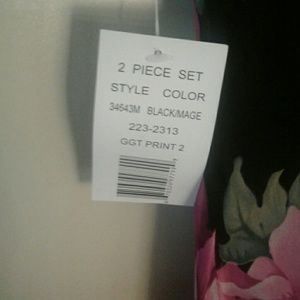 2 PIECE SET
STYLE COLOR
34643M BLACK/MAGE
223-2313
GGT PRINT 2